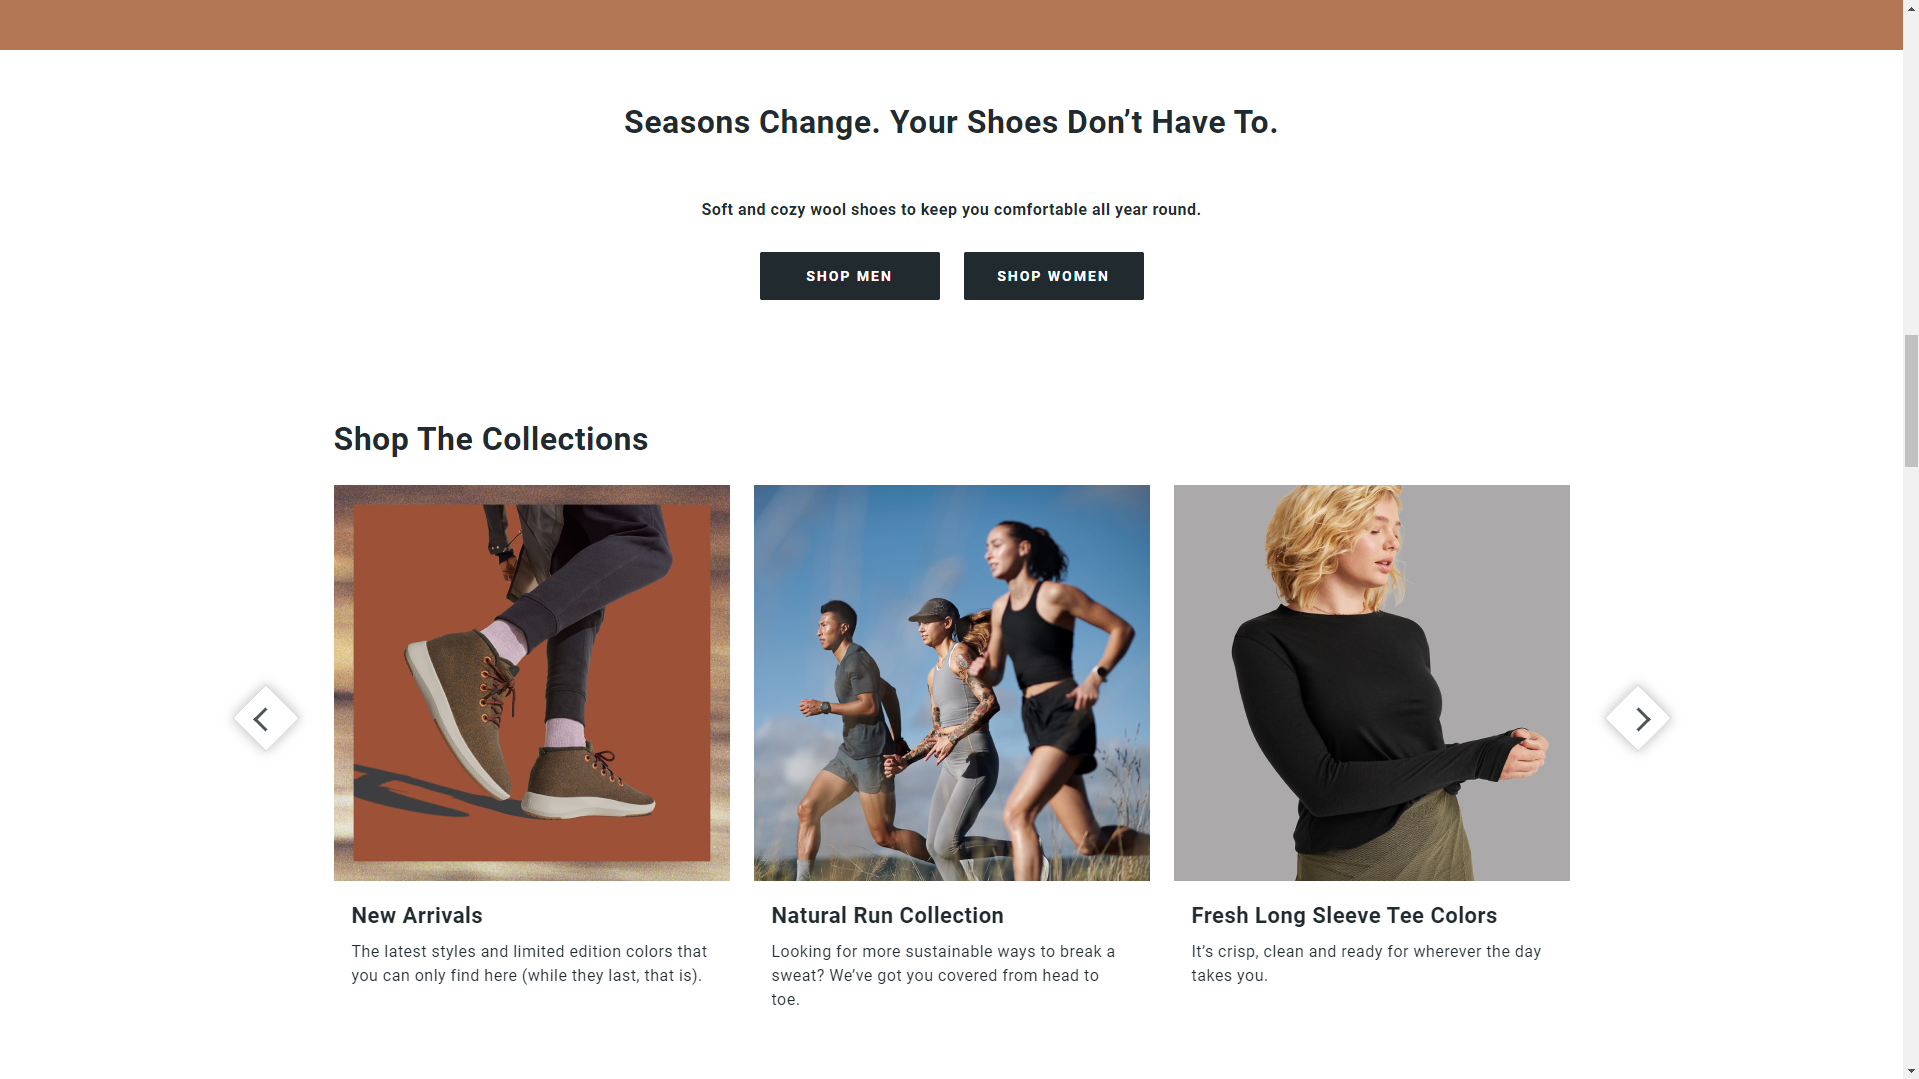 Seasons Change. Your Shoes Don’t Have To.
Soft and cozy wool shoes to keep you comfortable all year round.
SHOP MEN
SHOP WOMEN
Shop The Collections
New Arrivals
The latest styles and limited edition colors that
you can only find here (while they last, that is).
Natural Run Collection
Looking for more sustainable ways to break a
sweat? We’ve got you covered from head to
toe.
Fresh Long Sleeve Tee Colors
It’s crisp, clean and ready for wherever the day
takes you.